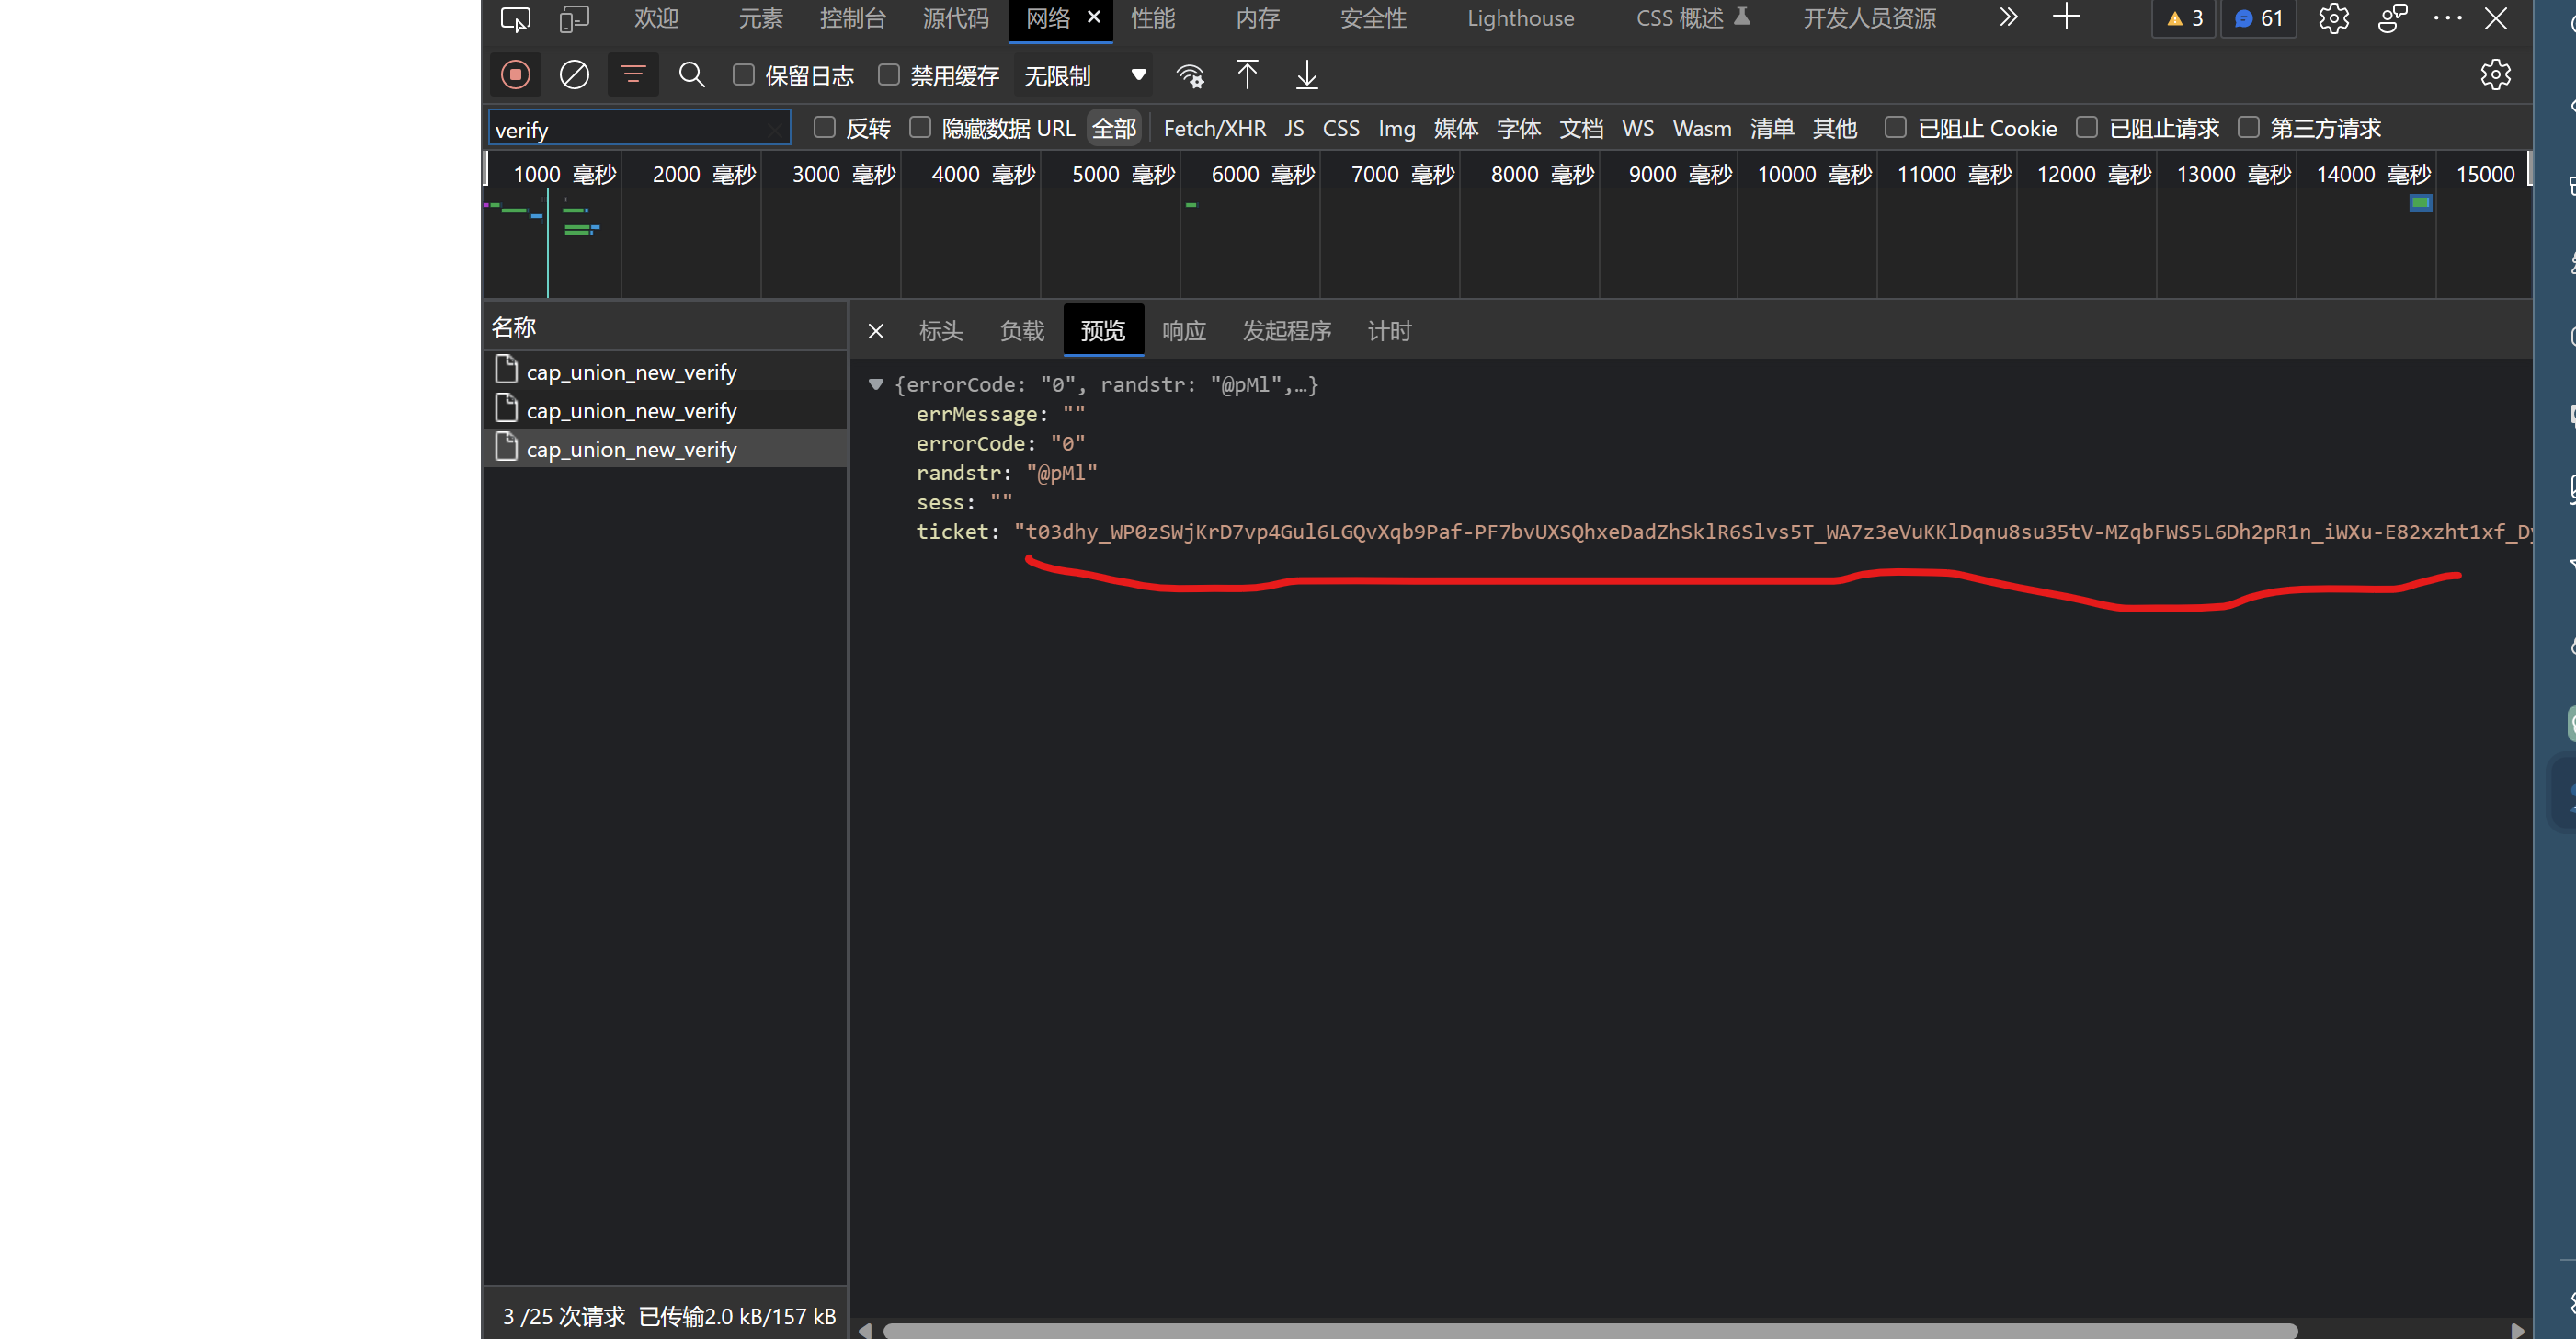 欢迎 元素 控制台 源代码 网络 性能 内存 安全性 Lighthouse CSS 概述 开发人员资源 3 61
保留日志 禁用缓存 无限制
verify 反转 隐藏数据 URL 全部 Fetch/XHR JS CSS Img 媒体 字体 文档 WS Wasm 清单 其他 已阻止 Cookie 已阻止请求 第三方请求
1000 毫秒 2000 毫秒 3000 毫秒 4000 毫秒 5000 毫秒 6000 毫秒 7000 毫秒 8000 毫秒 9000 毫秒 10000 毫秒 11000 毫秒 12000 毫秒 13000 毫秒 14000 毫秒 15000
名称
cap_union_new_verify
cap_union_new_verify
cap_union_new_verify
标头 负载 预览 响应 发起程序 计时
{errorCode: "0", randstr: "@pMl",…}
errMessage: ""
errorCode: "0"
randstr: "@pMl"
sess: ""
ticket: "t03dhy_WP0zSWjKrD7vp4Gul6LGQvXqb9Paf-PF7bvUXSQhxeDadZhSklR6Slvs5T_WA7z3eVuKKlDqnu8su35tV-MZqbFWS5L6Dh2pR1n_iWXu-E82xzht1xf_D
3 /25 次请求 已传输2.0 kB/157 kB